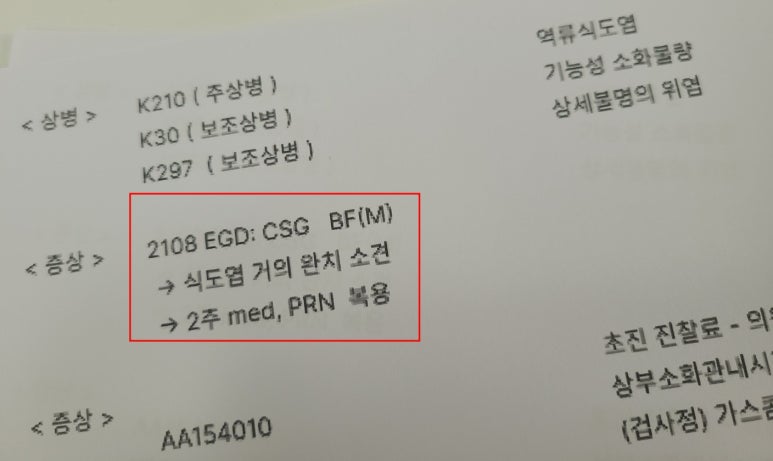 < 상병 > K210 ( 주상병 ) 역류식도염
K30 ( 보조상병 ) 기능성 소화불량
K297 ( 보조상병 ) 상세불명의 위염
< 증상 > 2108 EGD: CSG BF(M)
→ 식도염 거의 완치 소견
→ 2주 med, PRN 복용
초진 진찰료 - 의원
< 증상 > AA154010
상부소화관내시
(검사정) 가스콤